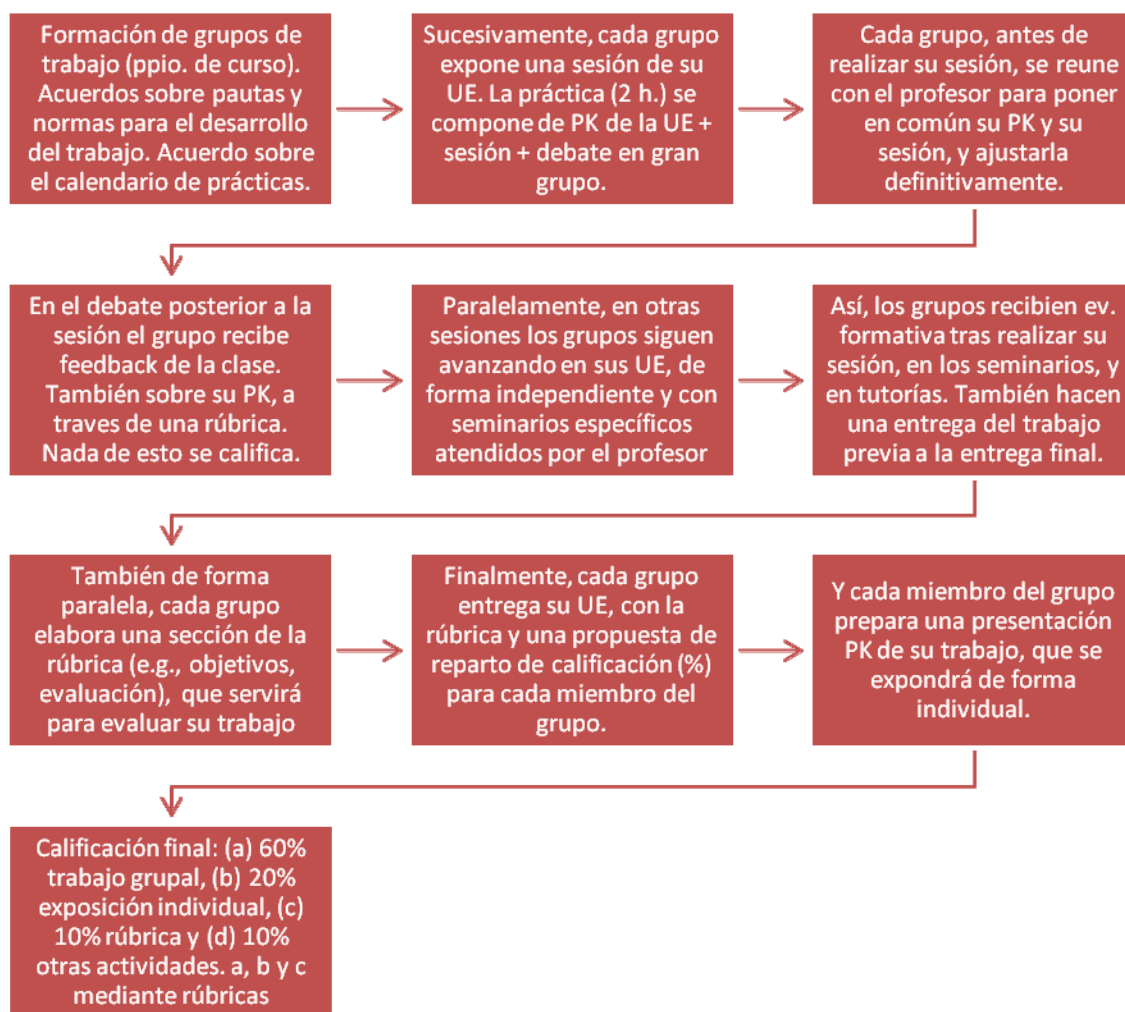 Formación de grupos de
trabajo (ppio. de curso).
Acuerdos sobre pautas y
normas para el desarrollo
del trabajo. Acuerdo sobre
el calendario de prácticas.
Sucesivamente, cada grupo
expone una sesión de su
UE. La práctica (2 h.) se
compone de PK de la UE +
sesión + debate en gran
grupo.
Cada grupo, antes de
realizar su sesión, se reune
con el profesor para poner
en común su PK y su
sesión, y ajustarla
definitivamente.
En el debate posterior a la
sesión el grupo recibe
feedback de la clase.
También sobre su PK, a
traves de una rúbrica.
Nada de esto se califica.
Paralelamente, en otras
sesiones los grupos siguen
avanzando en sus UE, de
forma independiente y con
seminarios específicos
atendidos por el profesor
Así, los grupos recibien ev.
formativa tras realizar su
sesión, en los seminarios, y
en tutorías. También hacen
una entrega del trabajo
previa a la entrega final.
También de forma
paralela, cada grupo
elabora una sección de la
rúbrica (e.g., objetivos,
evaluación), que servirá
para evaluar su trabajo
Finalmente, cada grupo
entrega su UE, con la
rúbrica y una propuesta de
reparto de calificación (%)
para cada miembro del
grupo.
Y cada miembro del grupo
prepara una presentación
PK de su trabajo, que se
expondrá de forma
individual.
Calificación final: (a) 60%
trabajo grupal, (b) 20%
exposición individual, (c)
10% rúbrica y (d) 10%
otras actividades. a, b y c
mediante rúbricas